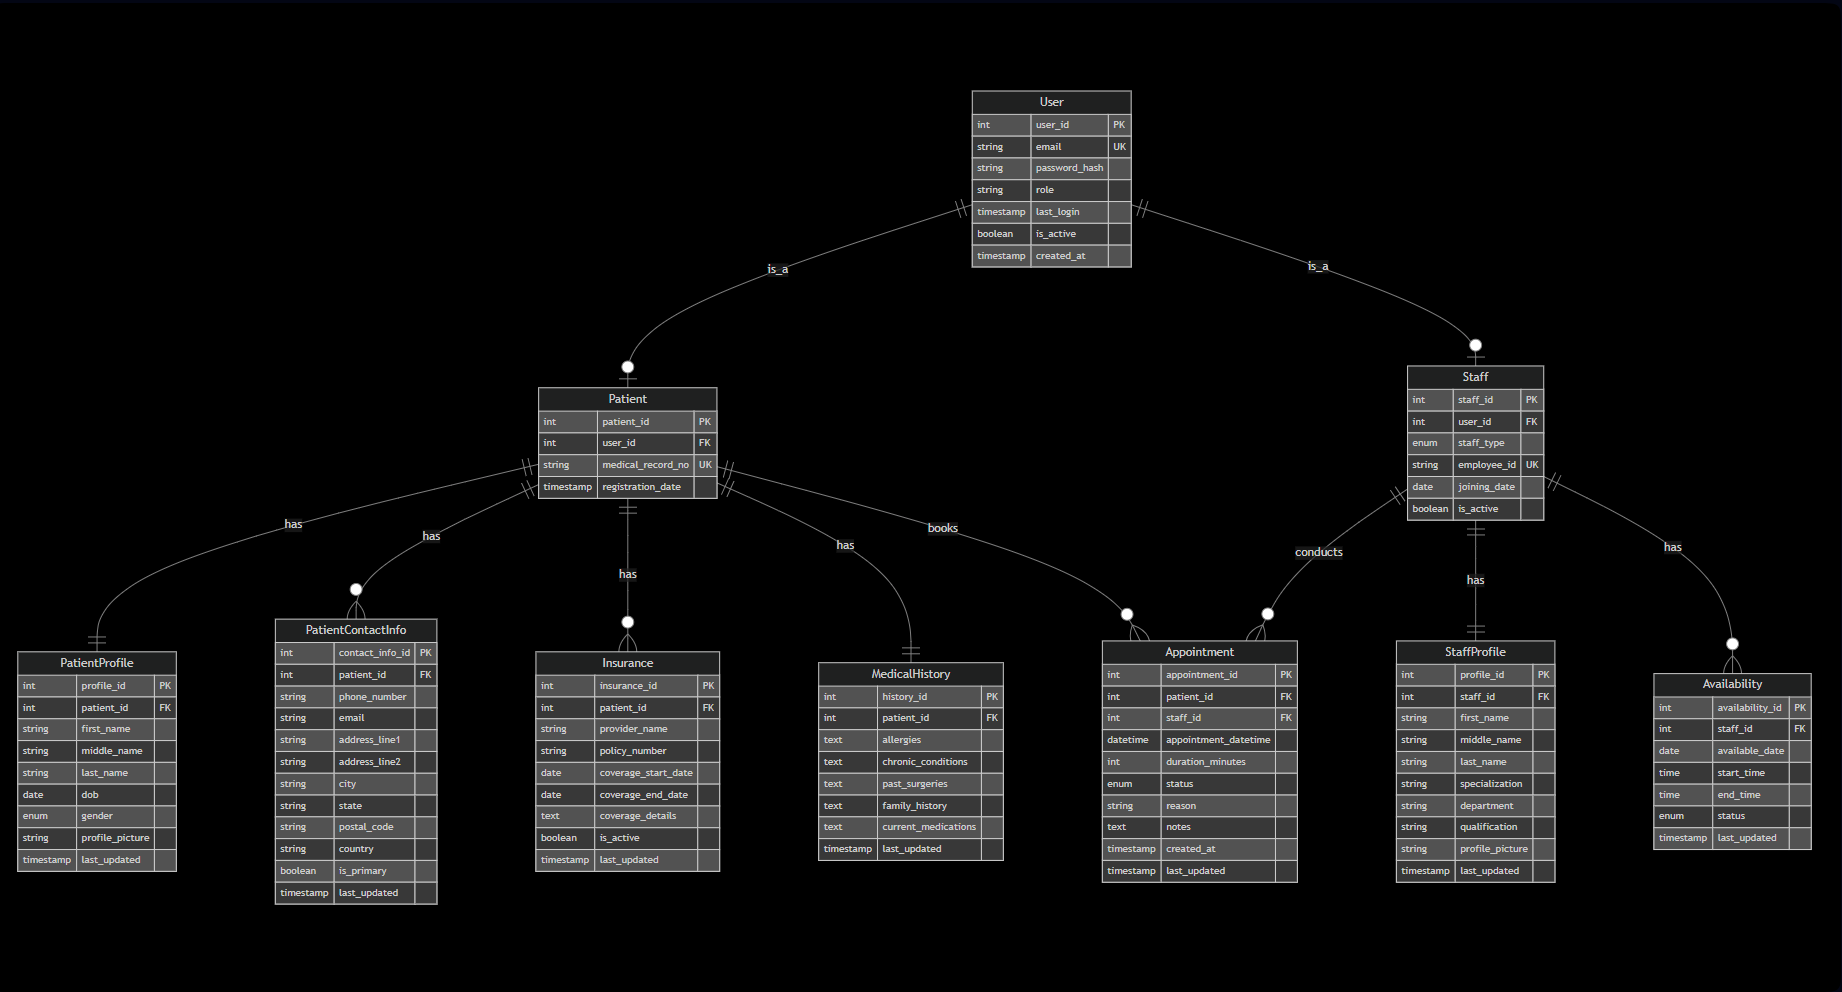 User
int user_id PK
string email UK
string password_hash
string role
timestamp last_login
boolean is_active
timestamp created_at
is_a
is_a
Patient
int patient_id PK
int user_id FK
string medical_record_no UK
timestamp registration_date
Staff
int staff_id PK
int user_id FK
enum staff_type
string employee_id UK
date joining_date
boolean is_active
has
has
has
has
books
conducts
has
has
PatientProfile
int profile_id PK
int patient_id FK
string first_name
string middle_name
string last_name
date dob
enum gender
string profile_picture
timestamp last_updated
PatientContactInfo
int contact_info_id PK
int patient_id FK
string phone_number
string email
string address_line1
string address_line2
string city
string state
string postal_code
string country
boolean is_primary
timestamp last_updated
Insurance
int insurance_id PK
int patient_id FK
string provider_name
string policy_number
date coverage_start_date
date coverage_end_date
text coverage_details
boolean is_active
timestamp last_updated
MedicalHistory
int history_id PK
int patient_id FK
text allergies
text chronic_conditions
text past_surgeries
text family_history
text current_medications
timestamp last_updated
Appointment
int appointment_id PK
int patient_id FK
int staff_id FK
datetime appointment_datetime
int duration_minutes
enum status
string reason
text notes
timestamp created_at
timestamp last_updated
StaffProfile
int profile_id PK
int staff_id FK
string first_name
string middle_name
string last_name
string specialization
string department
string qualification
string profile_picture
timestamp last_updated
Availability
int availability_id PK
int staff_id FK
date available_date
time start_time
time end_time
enum status
timestamp last_updated